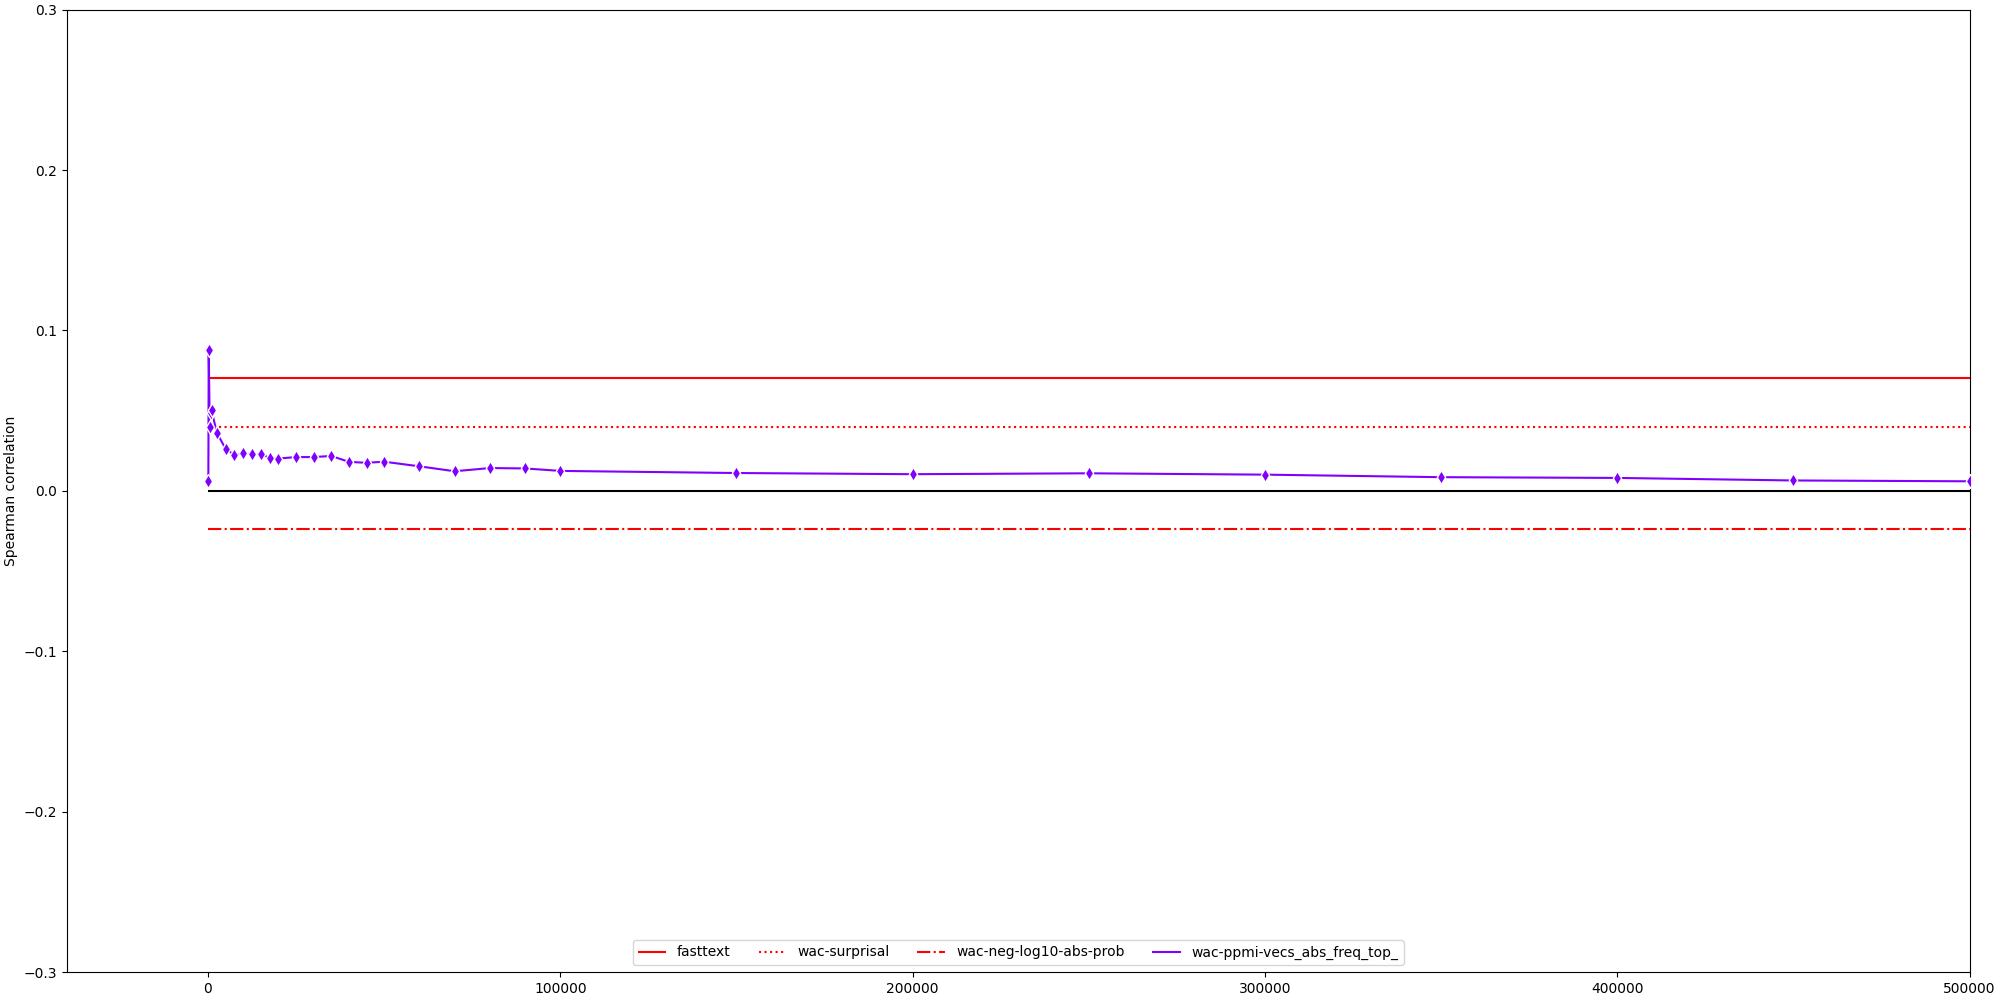 0.3
0.2
0.1
0.0
−0.1
−0.2
−0.3
Spearman correlation
fasttext wac-surprisal wac-neg-log10-abs-prob wac-ppmi-vecs_abs_freq_top_
0 100000 200000 300000 400000 500000